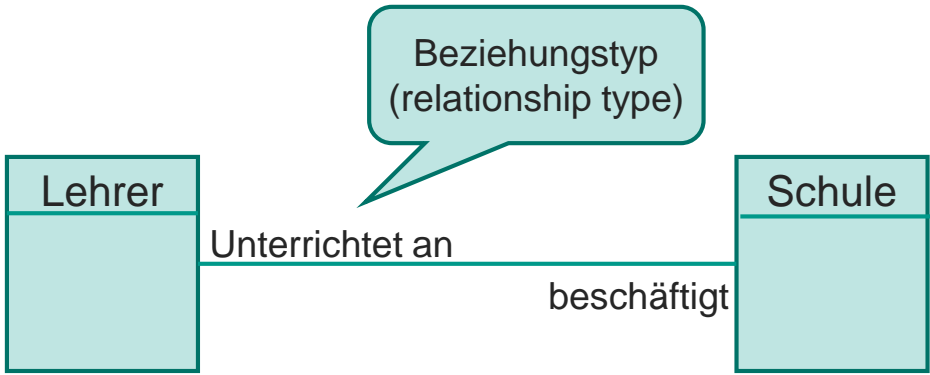 Beziehungstyp
(relationship type)
Lehrer
Schule
Unterrichtet an
beschäftigt